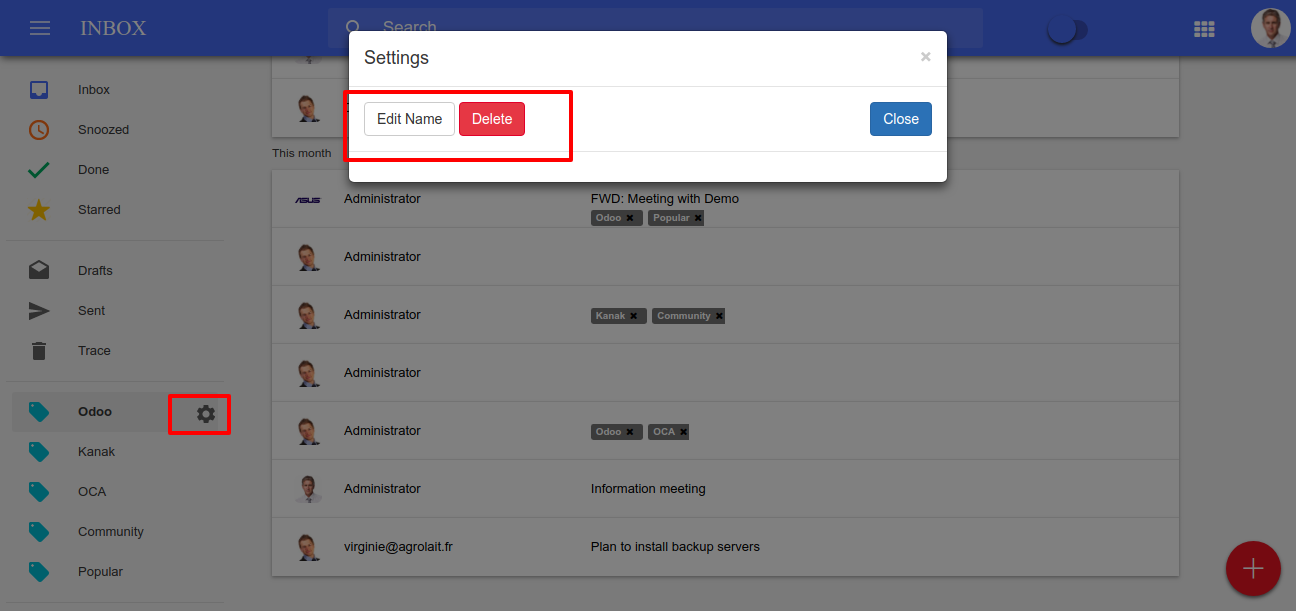 INBOX
Search
Settings
×
Edit Name
Delete
Close
Inbox
Snoozed
Done
Starred
Drafts
Sent
Trace
Odoo
Kanak
OCA
Community
Popular
This month
ASUS
Administrator
FWD: Meeting with Demo
Odoo ✖ Popular ✖
Administrator
Administrator
Kanak ✖ Community ✖
Administrator
Administrator
Odoo ✖ OCA ✖
Administrator
Information meeting
virginie@agrolait.fr
Plan to install backup servers